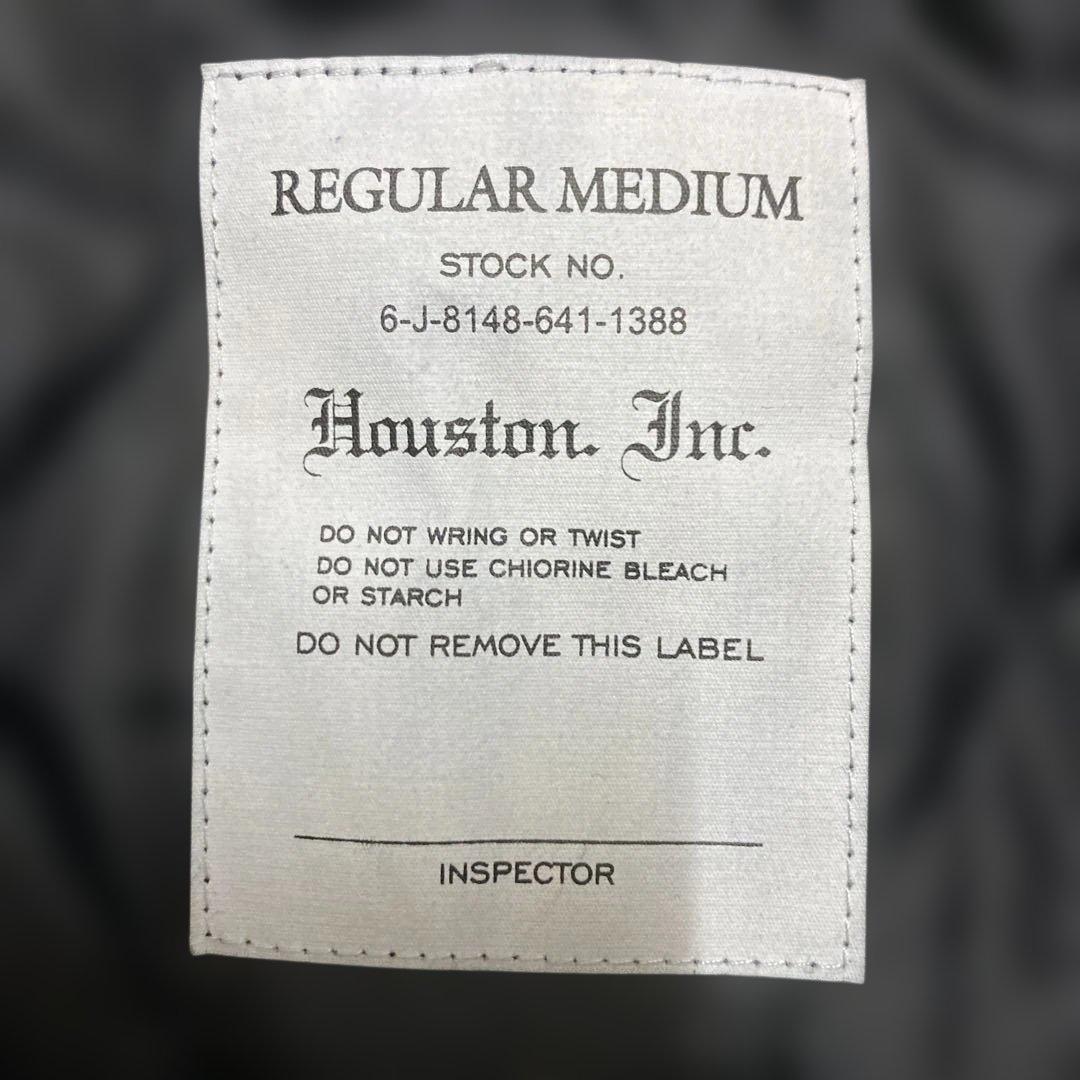 REGULAR MEDIUM
STOCK NO.
6-J-8148-641-1388
Houston. Inc.
DO NOT WRING OR TWIST
DO NOT USE CHIORINE BLEACH
OR STARCH
DO NOT REMOVE THIS LABEL
INSPECTOR